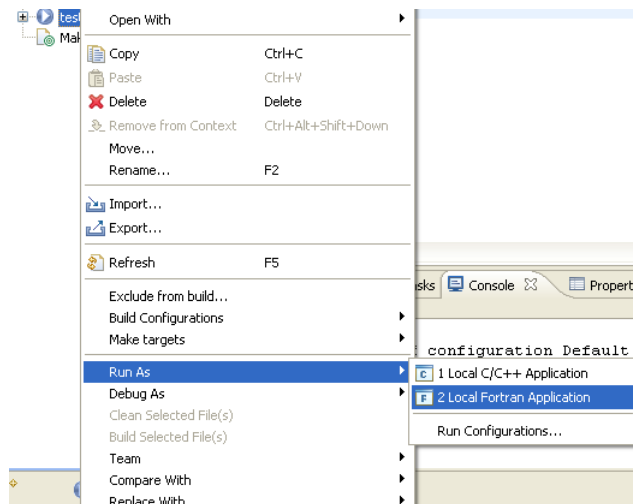 tes
Open With
Mak
Copy Ctrl+C
Paste Ctrl+V
Delete Delete
Remove from Context Ctrl+Alt+Shift+Down
Move...
Rename... F2
Import...
Export...
Refresh F5
Exclude from build...
Build Configurations
Make targets
Run As
Debug As
Clean Selected File(s)
Build Selected File(s)
Team
Compare With
Replace With
sks Console Propert
configuration Default
C 1 Local C/C++ Application
F 2 Local Fortran Application
Run Configurations...